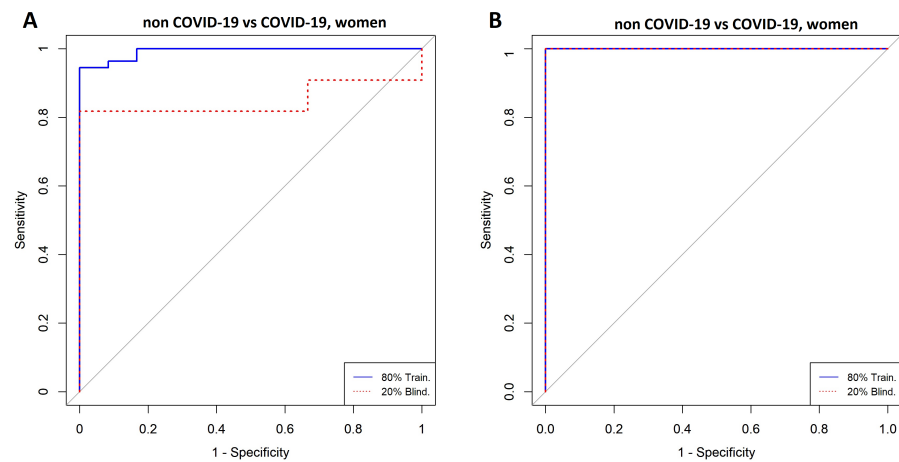 A
non COVID-19 vs COVID-19, women
1
0.8
0.6
0.4
0.2
0
Sensitivity
0
0.2
0.4
0.6
0.8
1
1 - Specificity
80% Train.
20% Blind.
B
non COVID-19 vs COVID-19, women
1
0.8
0.6
0.4
0.2
0.0
Sensitivity
0.0
0.2
0.4
0.6
0.8
1.0
1 - Specificity
80% Train.
20% Blind.